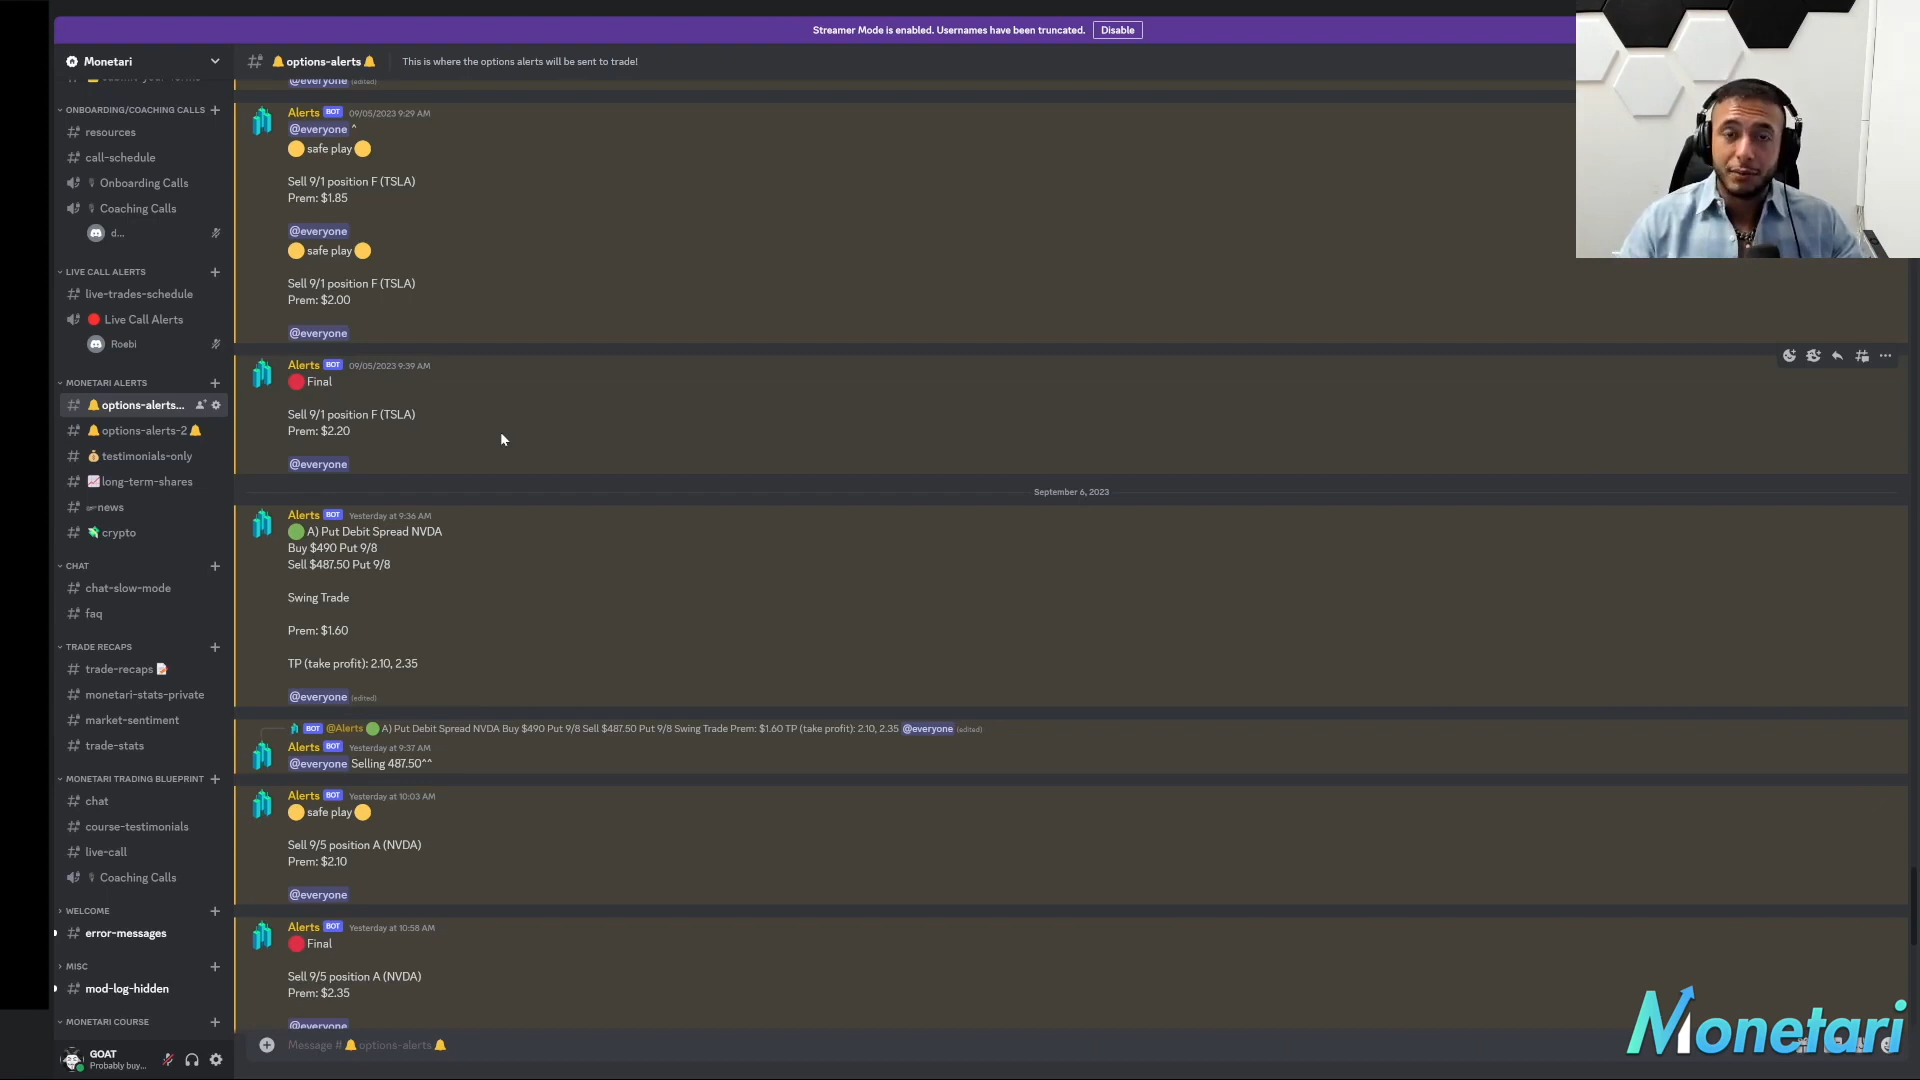 Streamer Mode is enabled. Usernames have been truncated.
Disable
Monetari
ONBOARDING/COACHING CALLS
resources
call-schedule
Onboarding Calls
Coaching Calls
d...
LIVE CALL ALERTS
live-trades-schedule
Live Call Alerts
Roebi
MONETARI ALERTS
options-alerts...
options-alerts-2
testimonials-only
long-term-shares
news
crypto
CHAT
chat-slow-mode
faq
TRADE RECAPS
trade-recaps
monetari-stats-private
market-sentiment
trade-stats
MONETARI TRADING BLUEPRINT
chat
course-testimonials
live-call
Coaching Calls
WELCOME
error-messages
MISC
mod-log-hidden
MONETARI COURSE
GOAT
Probably buy...
options-alerts
This is where the options alerts will be sent to trade!
@everyone (edited)
Alerts BOT 09/05/2023 9:29 AM
@everyone ^
safe play
Sell 9/1 position F (TSLA)
Prem: $1.85
@everyone
safe play
Sell 9/1 position F (TSLA)
Prem: $2.00
@everyone
Alerts BOT 09/05/2023 9:39 AM
Final
Sell 9/1 position F (TSLA)
Prem: $2.20
@everyone
September 6, 2023
Alerts BOT Yesterday at 9:36 AM
A) Put Debit Spread NVDA
Buy $490 Put 9/8
Sell $487.50 Put 9/8
Swing Trade
Prem: $1.60
TP (take profit): 2.10, 2.35
@everyone (edited)
BOT @Alerts A) Put Debit Spread NVDA Buy $490 Put 9/8 Sell $487.50 Put 9/8 Swing Trade Prem: $1.60 TP (take profit): 2.10, 2.35 @everyone (edited)
Alerts BOT Yesterday at 9:37 AM
@everyone Selling 487.50^^
Alerts BOT Yesterday at 10:03 AM
safe play
Sell 9/5 position A (NVDA)
Prem: $2.10
@everyone
Alerts BOT Yesterday at 10:58 AM
Final
Sell 9/5 position A (NVDA)
Prem: $2.35
@everyone
Message # options-alerts
Monetari